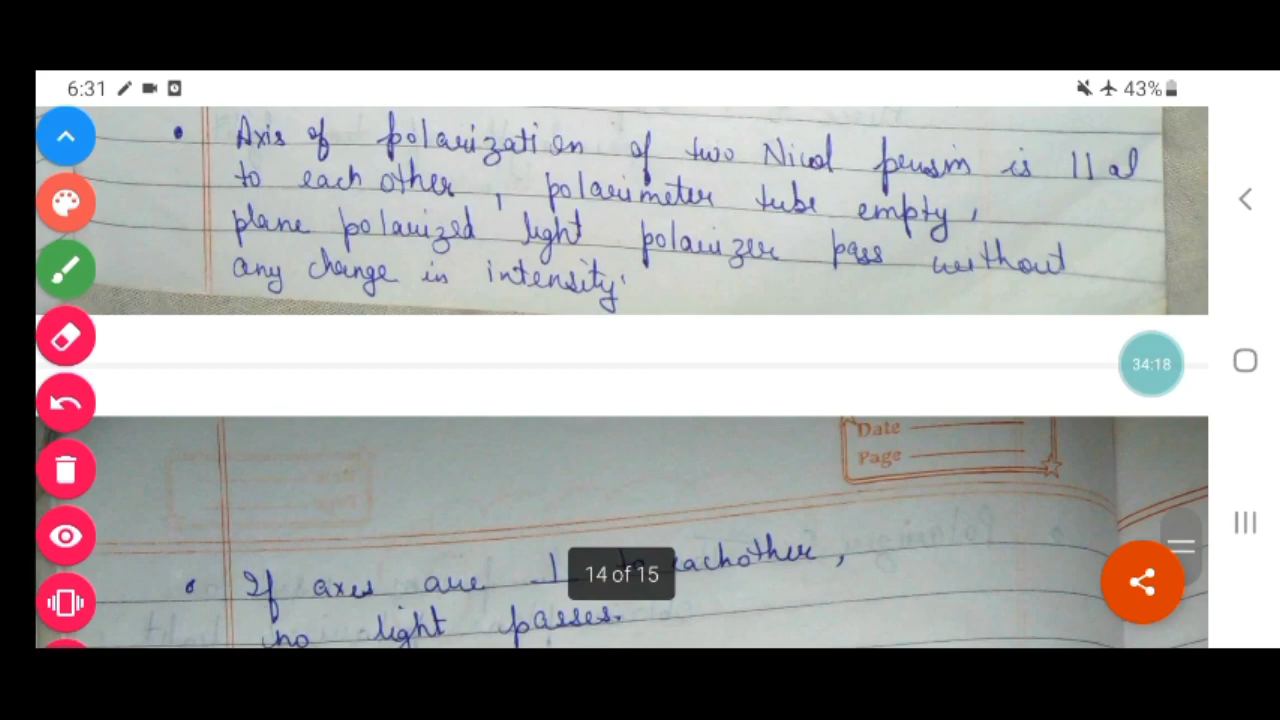 6:31
43%
• Axis of polarization of two Nicol prusm is ||al
to each other, polarimeter tube empty,
plane polarized light polarizer pass without
any change in intensity.
34:18
Date
Page
• If axes are ⊥ to eachother,
14 of 15
no light passes.